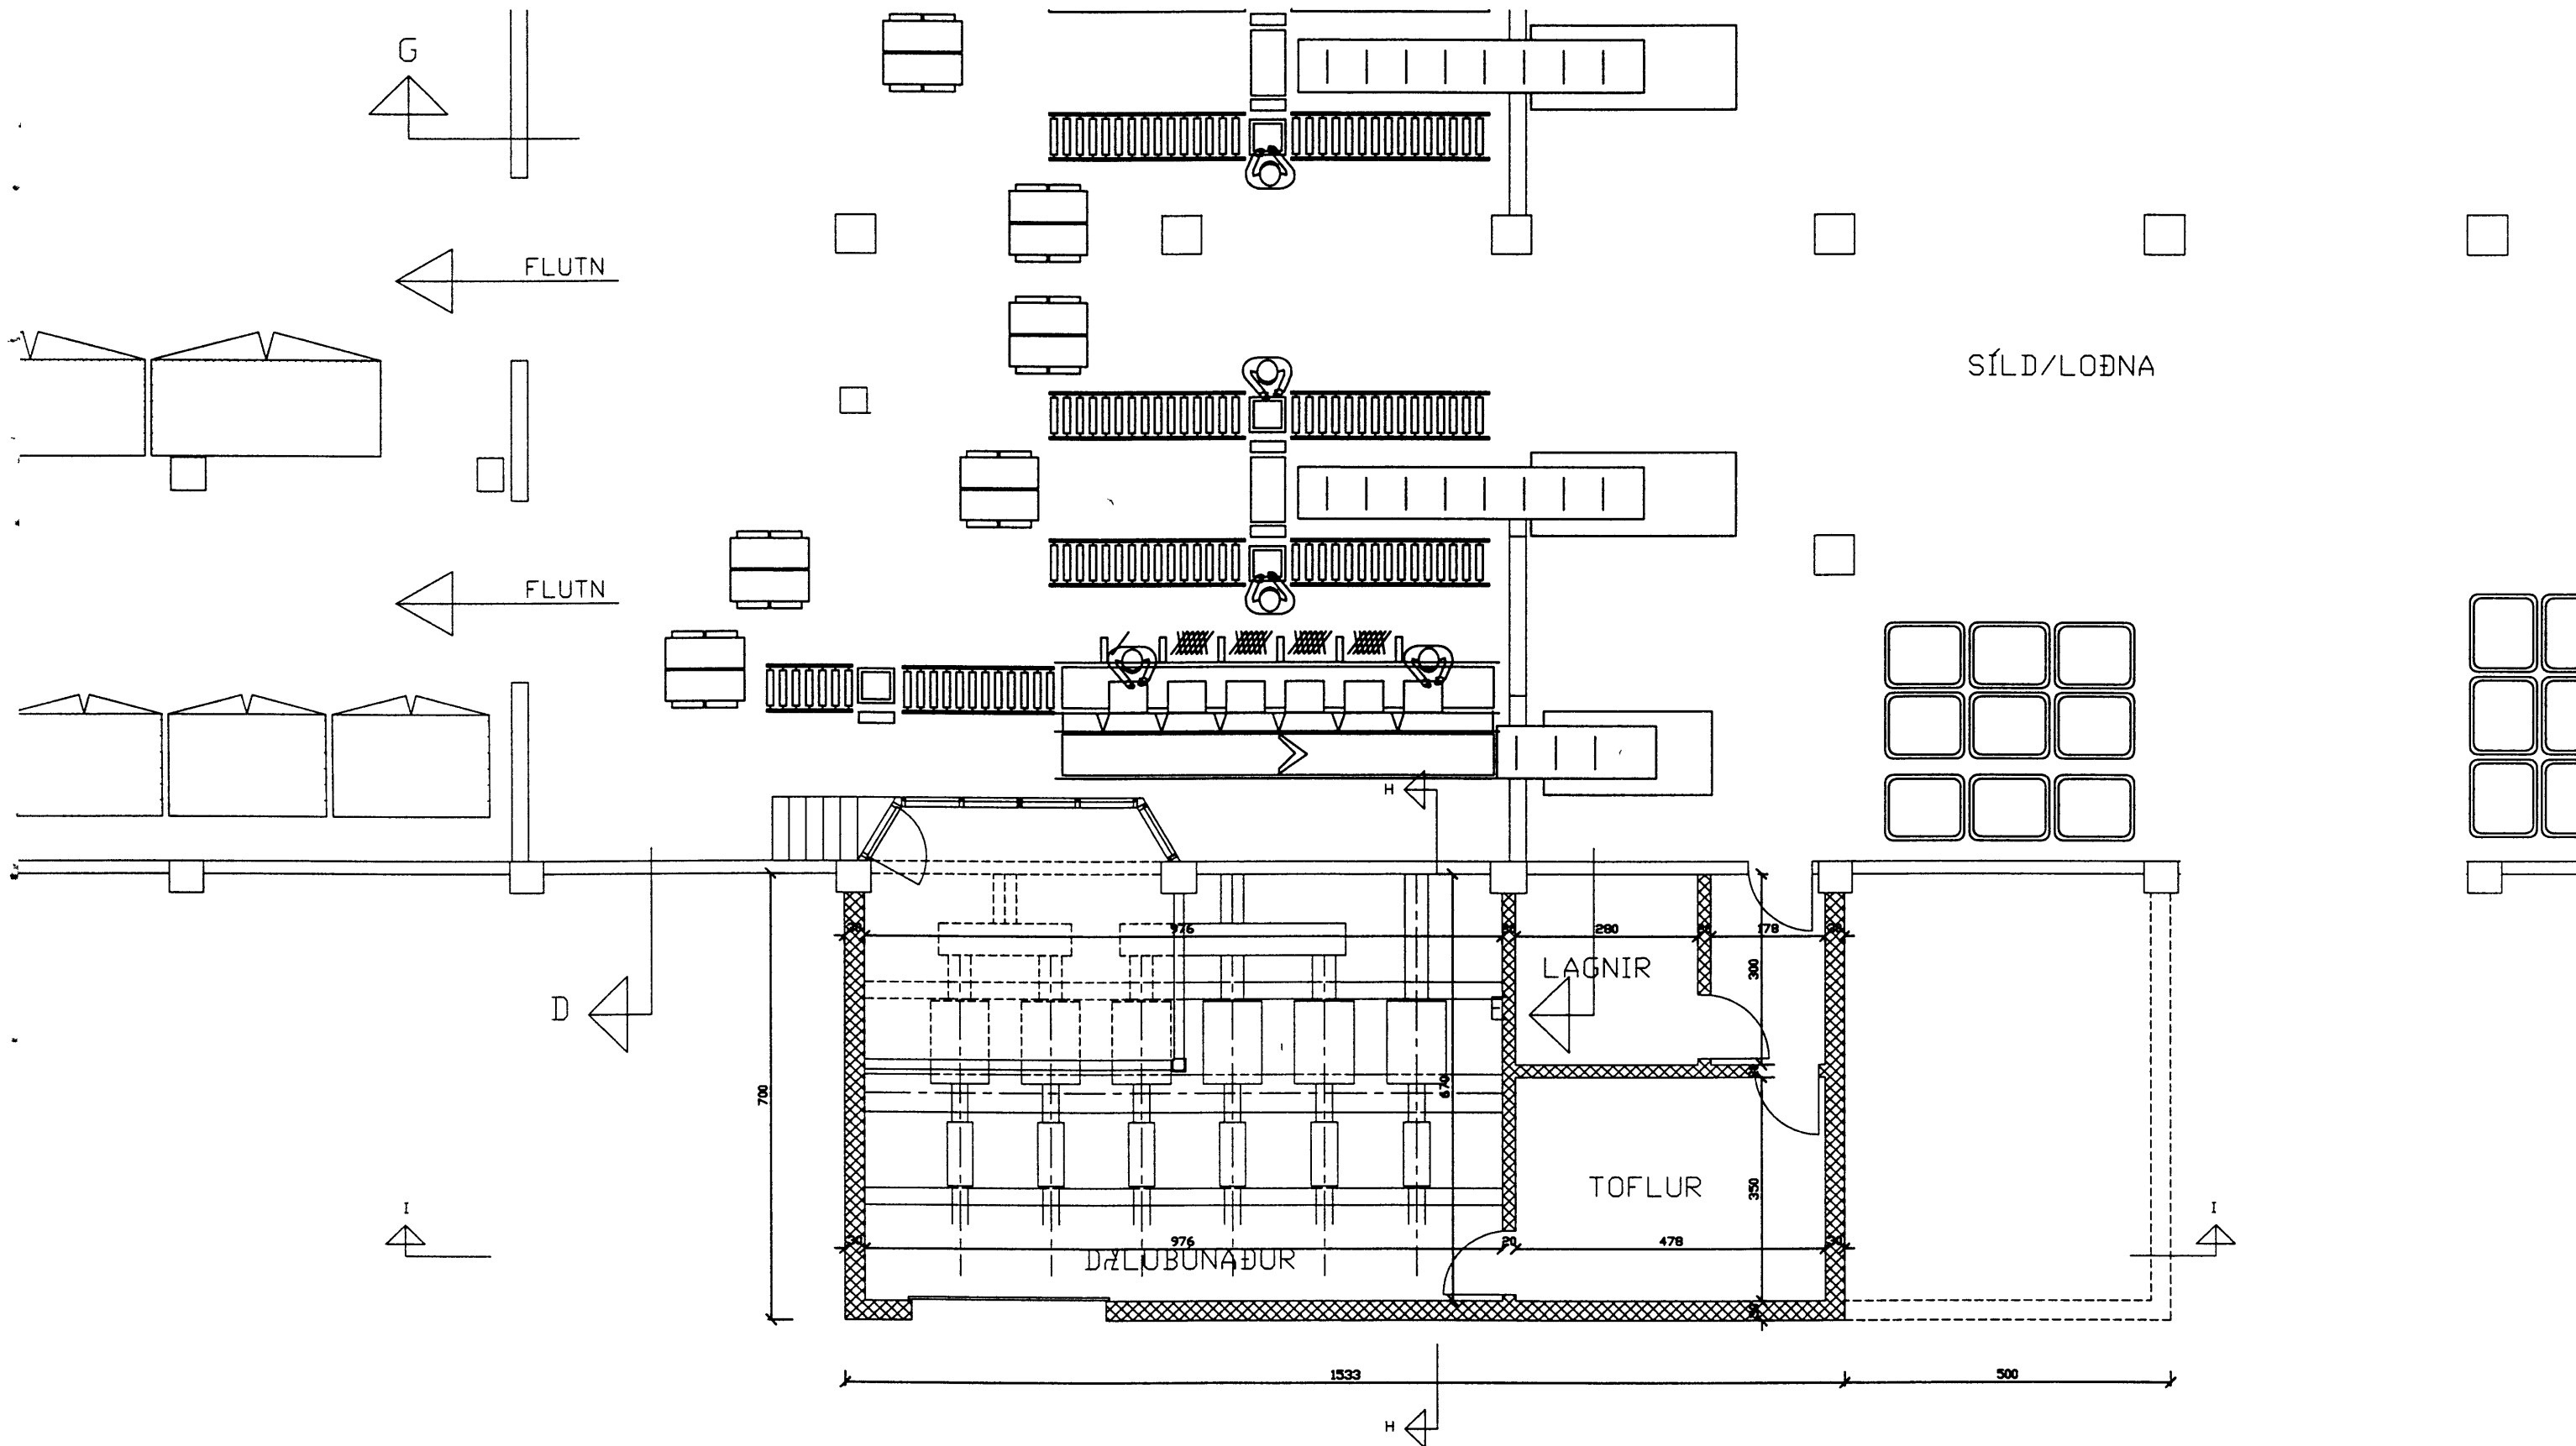 G
FLUTN
SÍLD/LOÐNA
FLUTN
H
976
280
178
LAGNIR
300
D
700
670
TOFLUR
350
I
I
976
20
478
DÆLUBÚNAÐUR
1533
500
H